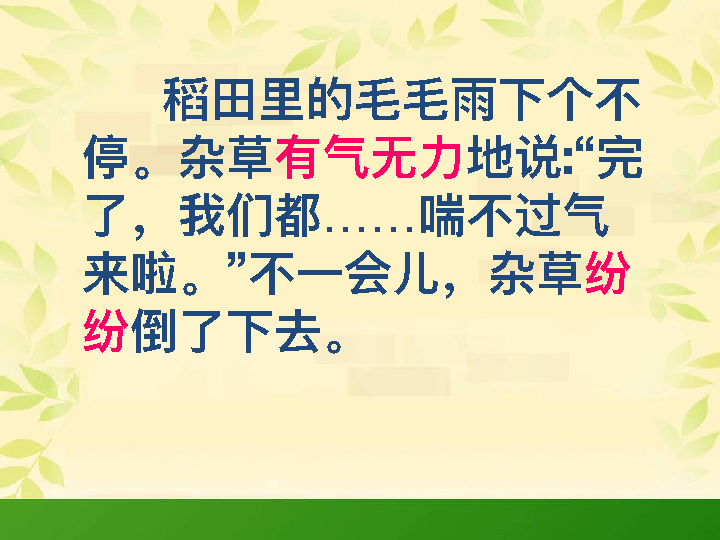 稻田里的毛毛雨下个不
停。杂草有气无力地说:“完
了，我们都……喘不过气
来啦。”不一会儿，杂草纷
纷倒了下去。